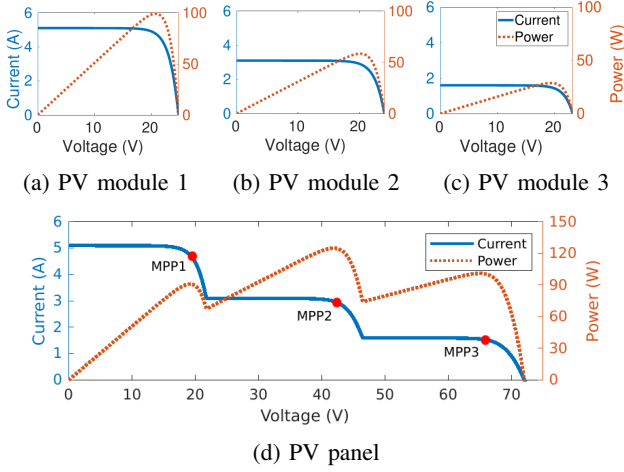 6
4
2
0
Current (A)
100
50
0
0
10
20
Voltage (V)
(a) PV module 1
6
4
2
0
100
50
0
0
10
20
Voltage (V)
(b) PV module 2
6
4
2
0
Current
Power
100
50
0
Power (W)
0
10
20
Voltage (V)
(c) PV module 3
6
5
4
3
2
1
0
Current (A)
MPP1
MPP2
MPP3
Current
Power
150
120
90
60
30
0
Power (W)
0
10
20
30
40
50
60
70
Voltage (V)
(d) PV panel